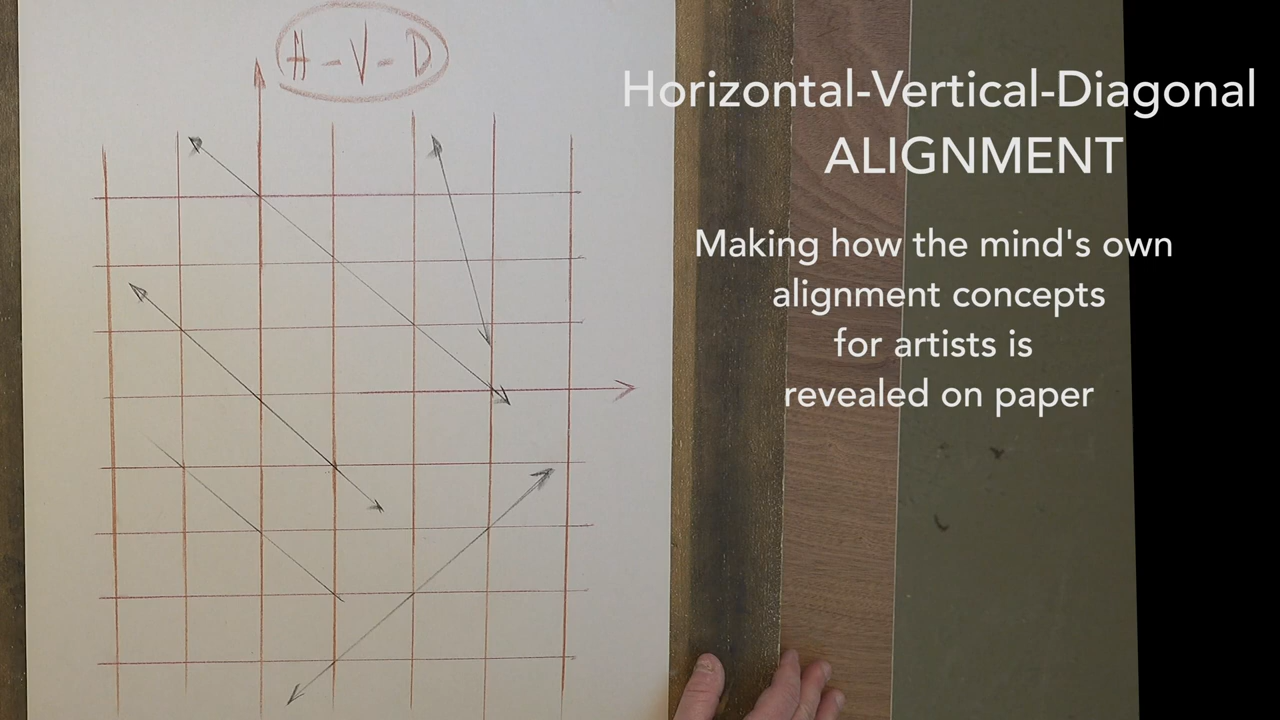 H-V-D
Horizontal-Vertical-Diagonal
ALIGNMENT
Making how the mind's own
alignment concepts
for artists is
revealed on paper